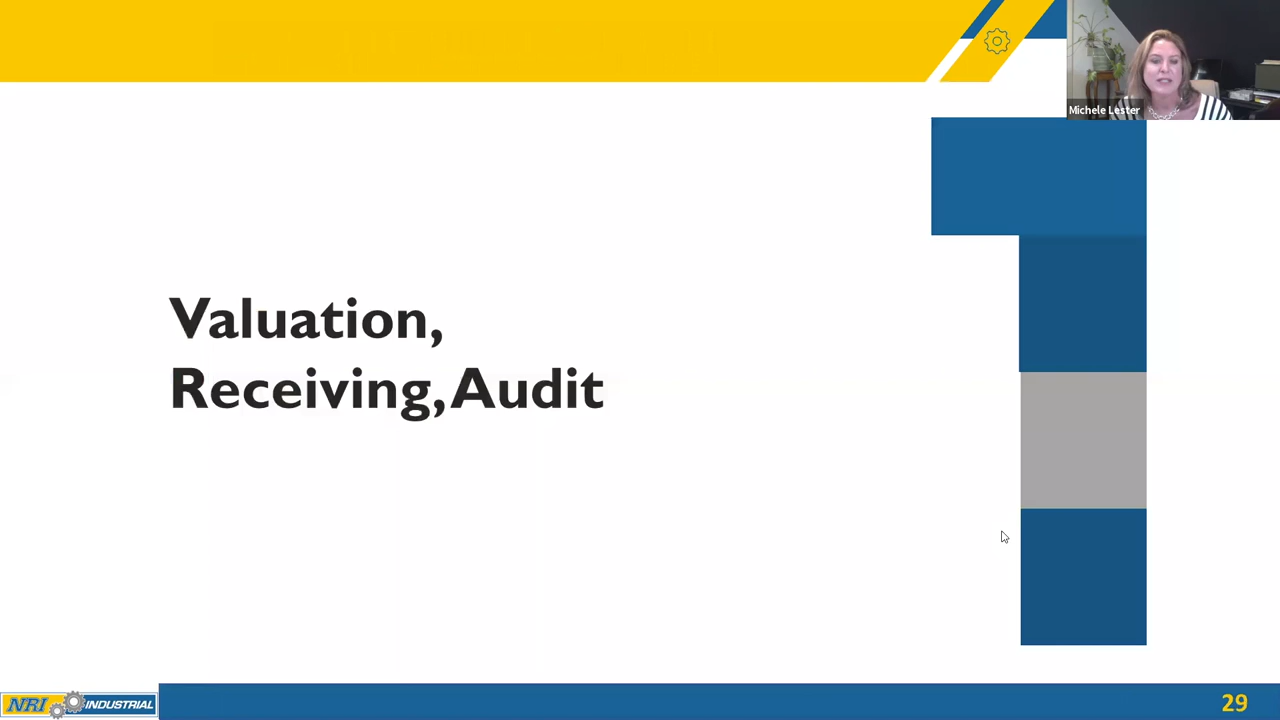 Michele Lester
Valuation,
Receiving, Audit
NRI INDUSTRIAL
29